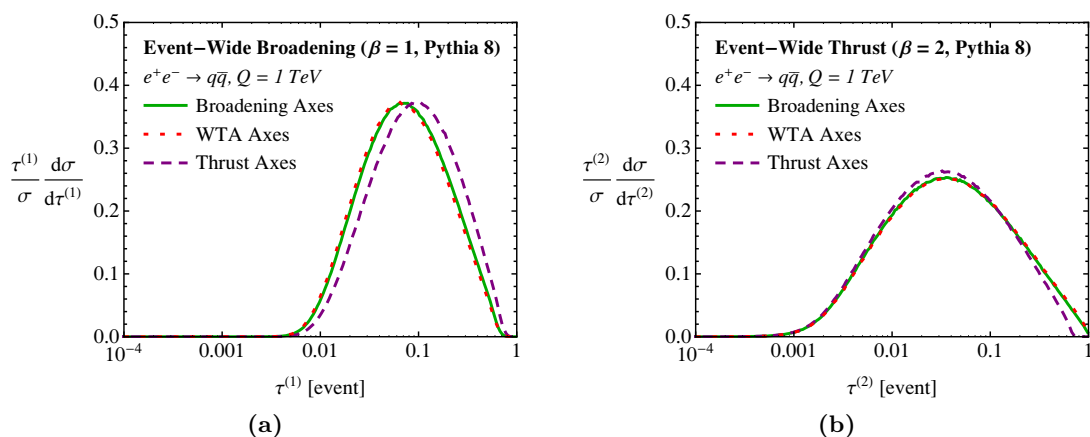 Event−Wide Broadening (β = 1, Pythia 8)
e⁺e⁻ → qq̅, Q = 1 TeV
Broadening Axes
WTA Axes
Thrust Axes
τ⁽¹⁾/σ dσ/dτ⁽¹⁾
0.5
0.4
0.3
0.2
0.1
0.0
10⁻⁴ 0.001 0.01 0.1 1
τ⁽¹⁾ [event]
(a)
Event−Wide Thrust (β = 2, Pythia 8)
e⁺e⁻ → qq̅, Q = 1 TeV
Broadening Axes
WTA Axes
Thrust Axes
τ⁽²⁾/σ dσ/dτ⁽²⁾
0.5
0.4
0.3
0.2
0.1
0.0
10⁻⁴ 0.001 0.01 0.1 1
τ⁽²⁾ [event]
(b)